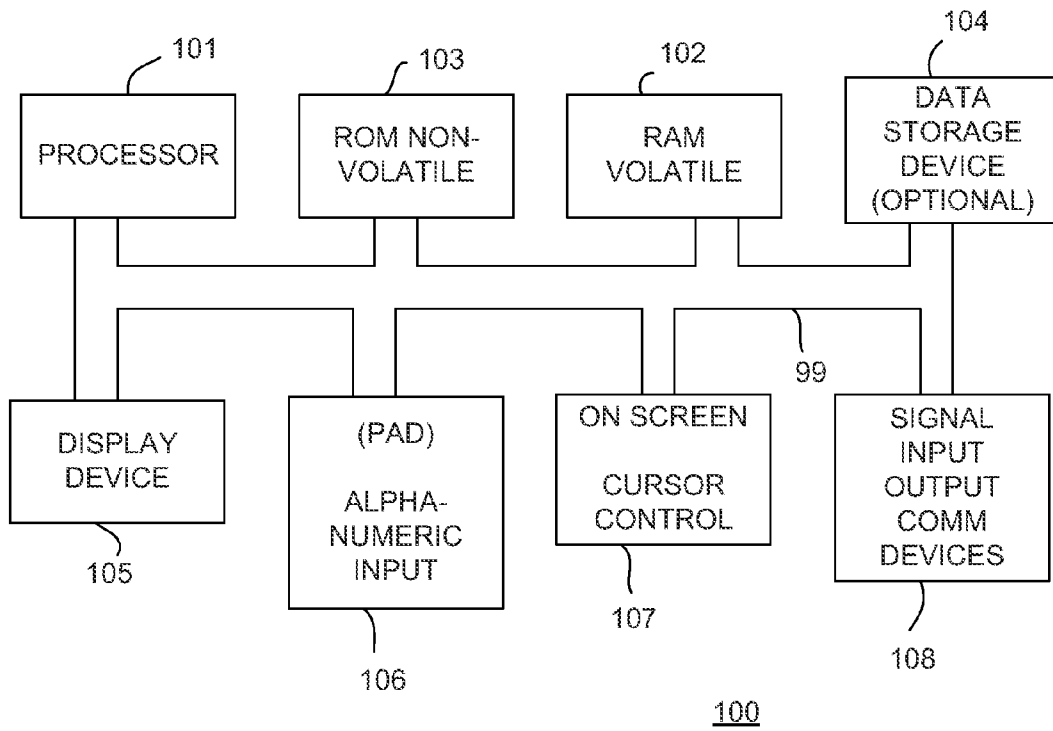 101
103
102
104
PROCESSOR
ROM NON-
VOLATILE
RAM
VOLATILE
DATA
STORAGE
DEVICE
(OPTIONAL)
99
DISPLAY
DEVICE
(PAD)
ALPHA-
NUMERIC
INPUT
ON SCREEN
CURSOR
CONTROL
SIGNAL
INPUT
OUTPUT
COMM
DEVICES
105
106
107
108
100